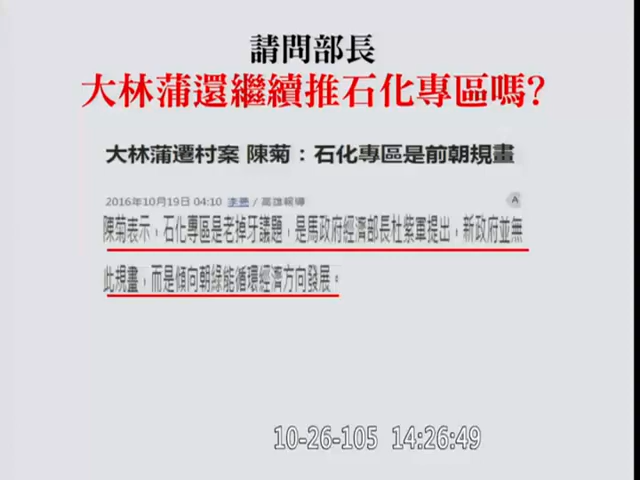 請問部長
大林蒲還繼續推石化專區嗎?
大林蒲遷村案 陳菊：石化專區是前朝規畫
2016年10月19日 04:10 / 高雄報導
A
陳菊表示，石化專區是老掉牙議題，是馬政府經濟部長杜紫軍提出，新政府並無
此規畫，而是傾向朝綠能循環經濟方向發展。
10-26-105 14:26:49